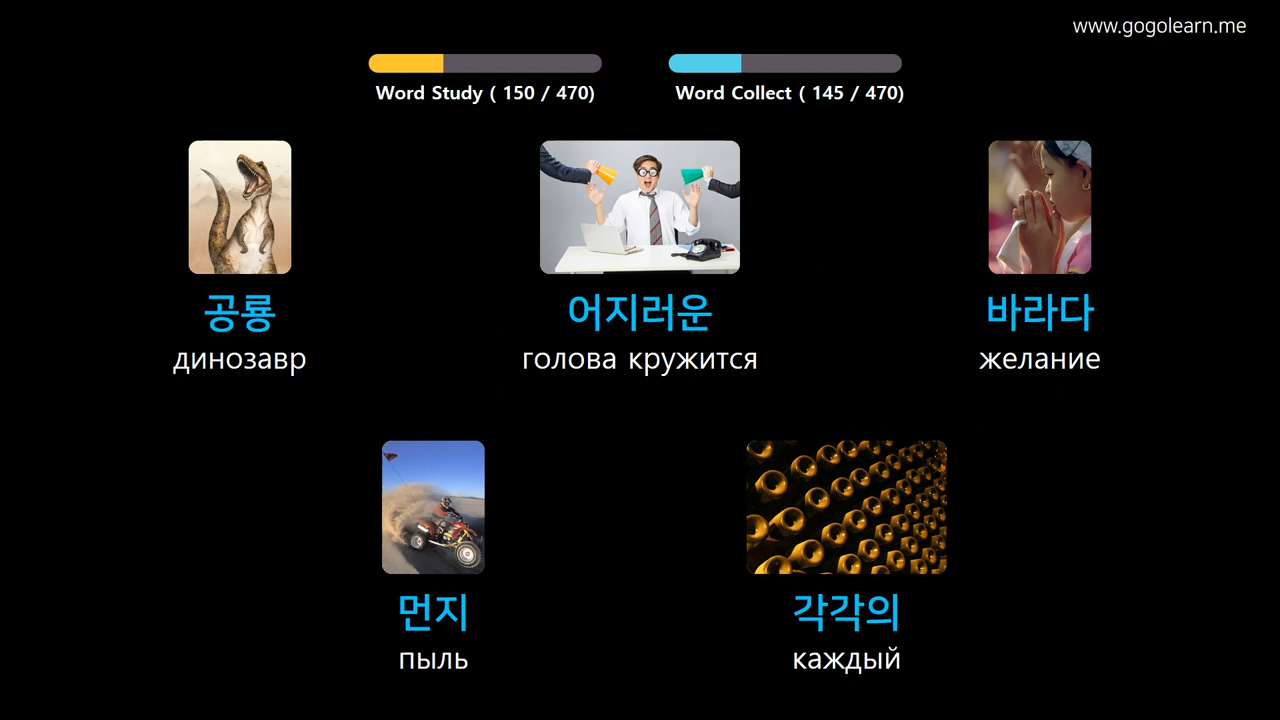 www.gogolearn.me
Word Study ( 150 / 470)
Word Collect ( 145 / 470)
공룡
динозавр
어지러운
голова кружится
바라다
желание
먼지
пыль
각각의
каждый